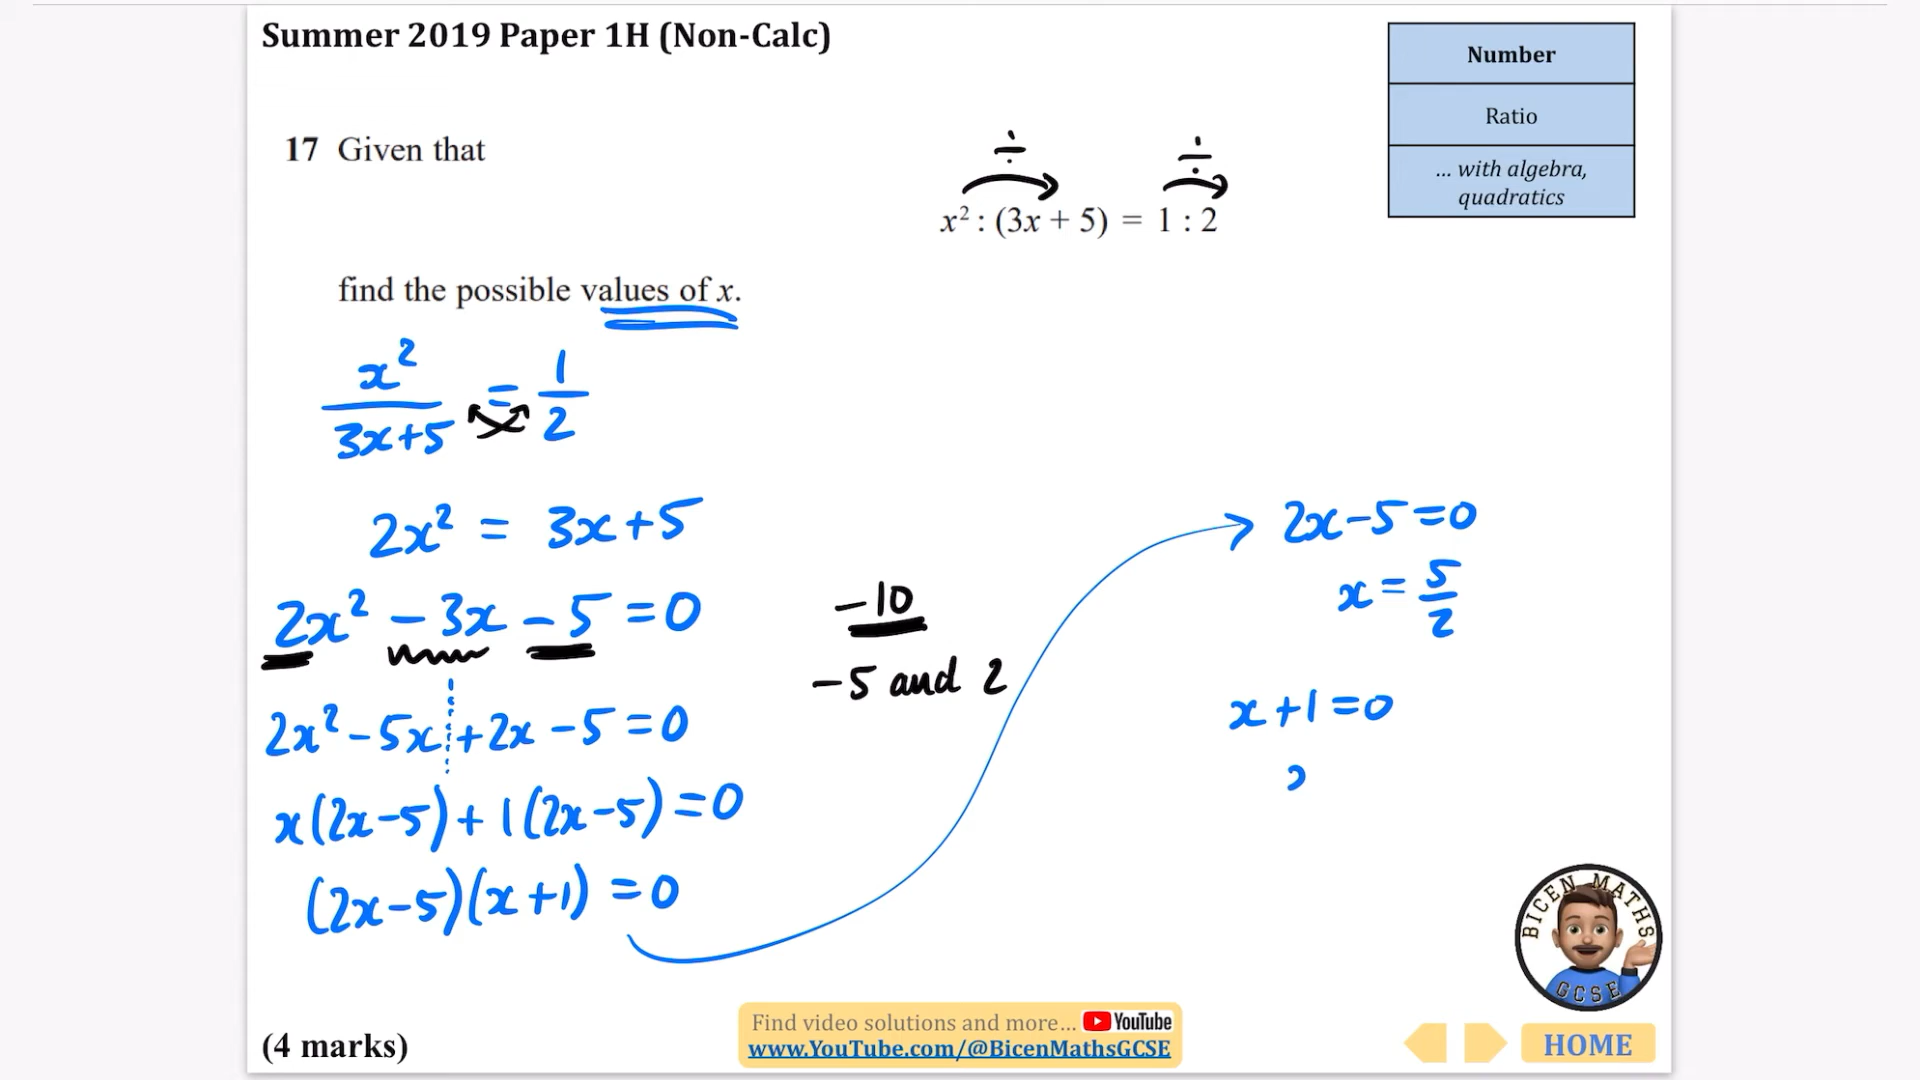 Summer 2019 Paper 1H (Non-Calc)
Number
Ratio
... with algebra,
quadratics
17 Given that
÷ ÷
x² : (3x + 5) = 1 : 2
find the possible values of x.
x²/3x+5 = 1/2
2x² = 3x+5
2x² - 3x - 5 = 0
-10
-5 and 2
2x² - 5x + 2x - 5 = 0
x(2x-5) + 1(2x-5) = 0
(2x-5)(x+1) = 0
2x-5=0
x = 5/2
x+1=0
BICEN MATHS
GCSE
(4 marks)
Find video solutions and more... YouTube
www.YouTube.com/@BicenMathsGCSE
HOME